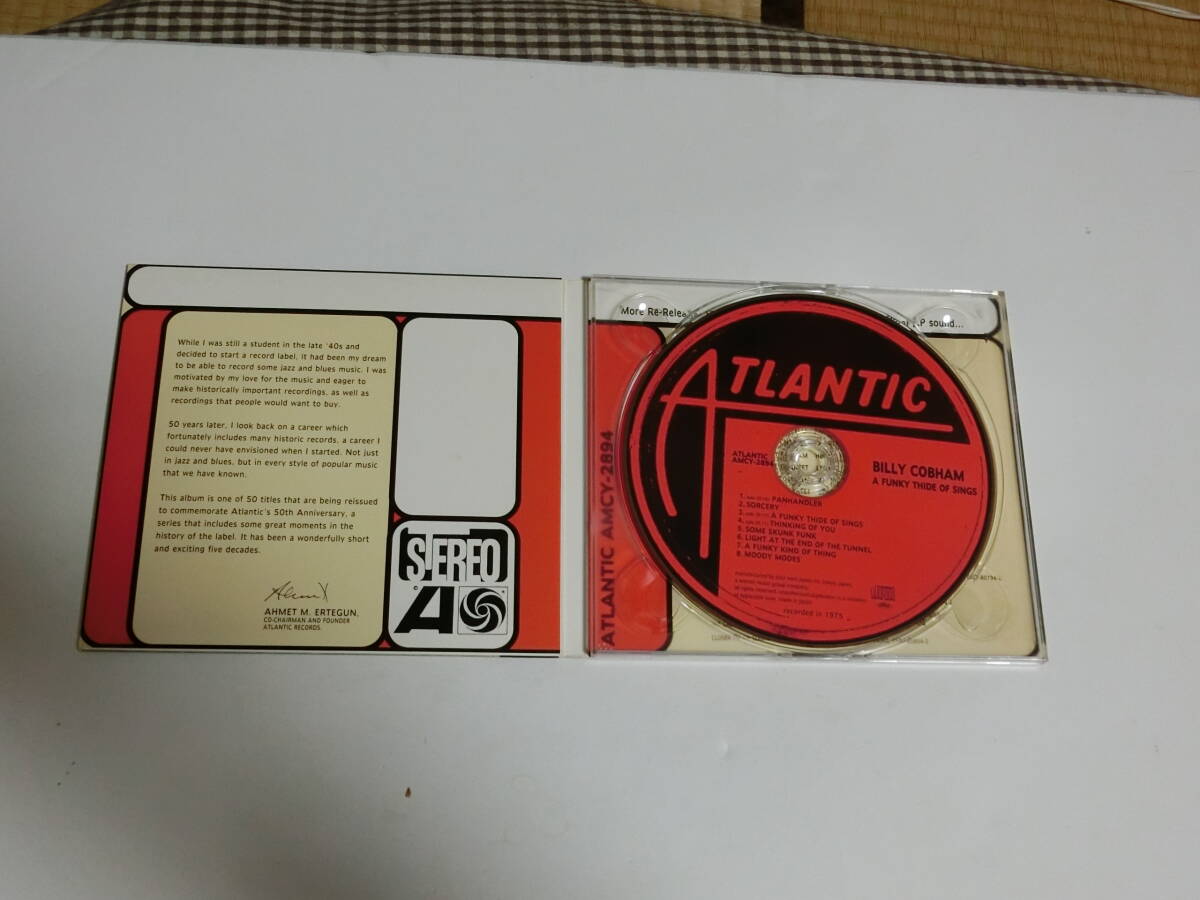 While I was still a student in the late '40s and
decided to start a record label, it had been my dream
to be able to record some jazz and blues music. I was
motivated by my love for the music and eager to
make historically important recordings, as well as
recordings that people would want to buy.
50 years later, I look back on a career which
fortunately includes many historic records, a career I
could never have envisioned when I started. Not just
in jazz and blues, but in every style of popular music
that we have known.
This album is one of 50 titles that are being reissued
to commemorate Atlantic's 50th Anniversary, a
series that includes some great moments in the
history of the label. It has been a wonderfully short
and exciting five decades.
AHMET M. ERTEGUN.
CO-CHAIRMAN AND FOUNDER
ATLANTIC RECORDS.
STEREO
A
ATLANTIC AMCY-2894
More Re-Relea
P sound...
ATLANTIC
ATLANTIC
AMCY-2894
BILLY COBHAM
A FUNKY THIDE OF SINGS
1. PANHANDLER
2. SORCERY
3. A FUNKY THIDE OF SINGS
4. THINKING OF YOU
5. SOME SKUNK FUNK
6. LIGHT AT THE END OF THE TUNNEL
7. A FUNKY KIND OF THING
8. MOODY MODES
recorded in 1975